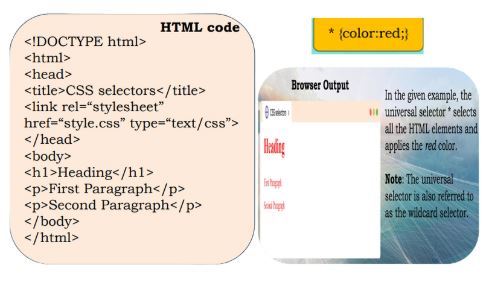 HTML code
<!DOCTYPE html>
<html>
<head>
<title>CSS selectors</title>
<link rel=“stylesheet”
href=“style.css” type=“text/css”>
</head>
<body>
<h1>Heading</h1>
<p>First Paragraph</p>
<p>Second Paragraph</p>
</body>
</html>
* {color:red;}
Browser Output
CSS selectors
Heading
First Paragraph
Second Paragraph
In the given example, the
universal selector * selects
all the HTML elements and
applies the red color.
Note: The universal
selector is also referred to
as the wildcard selector.